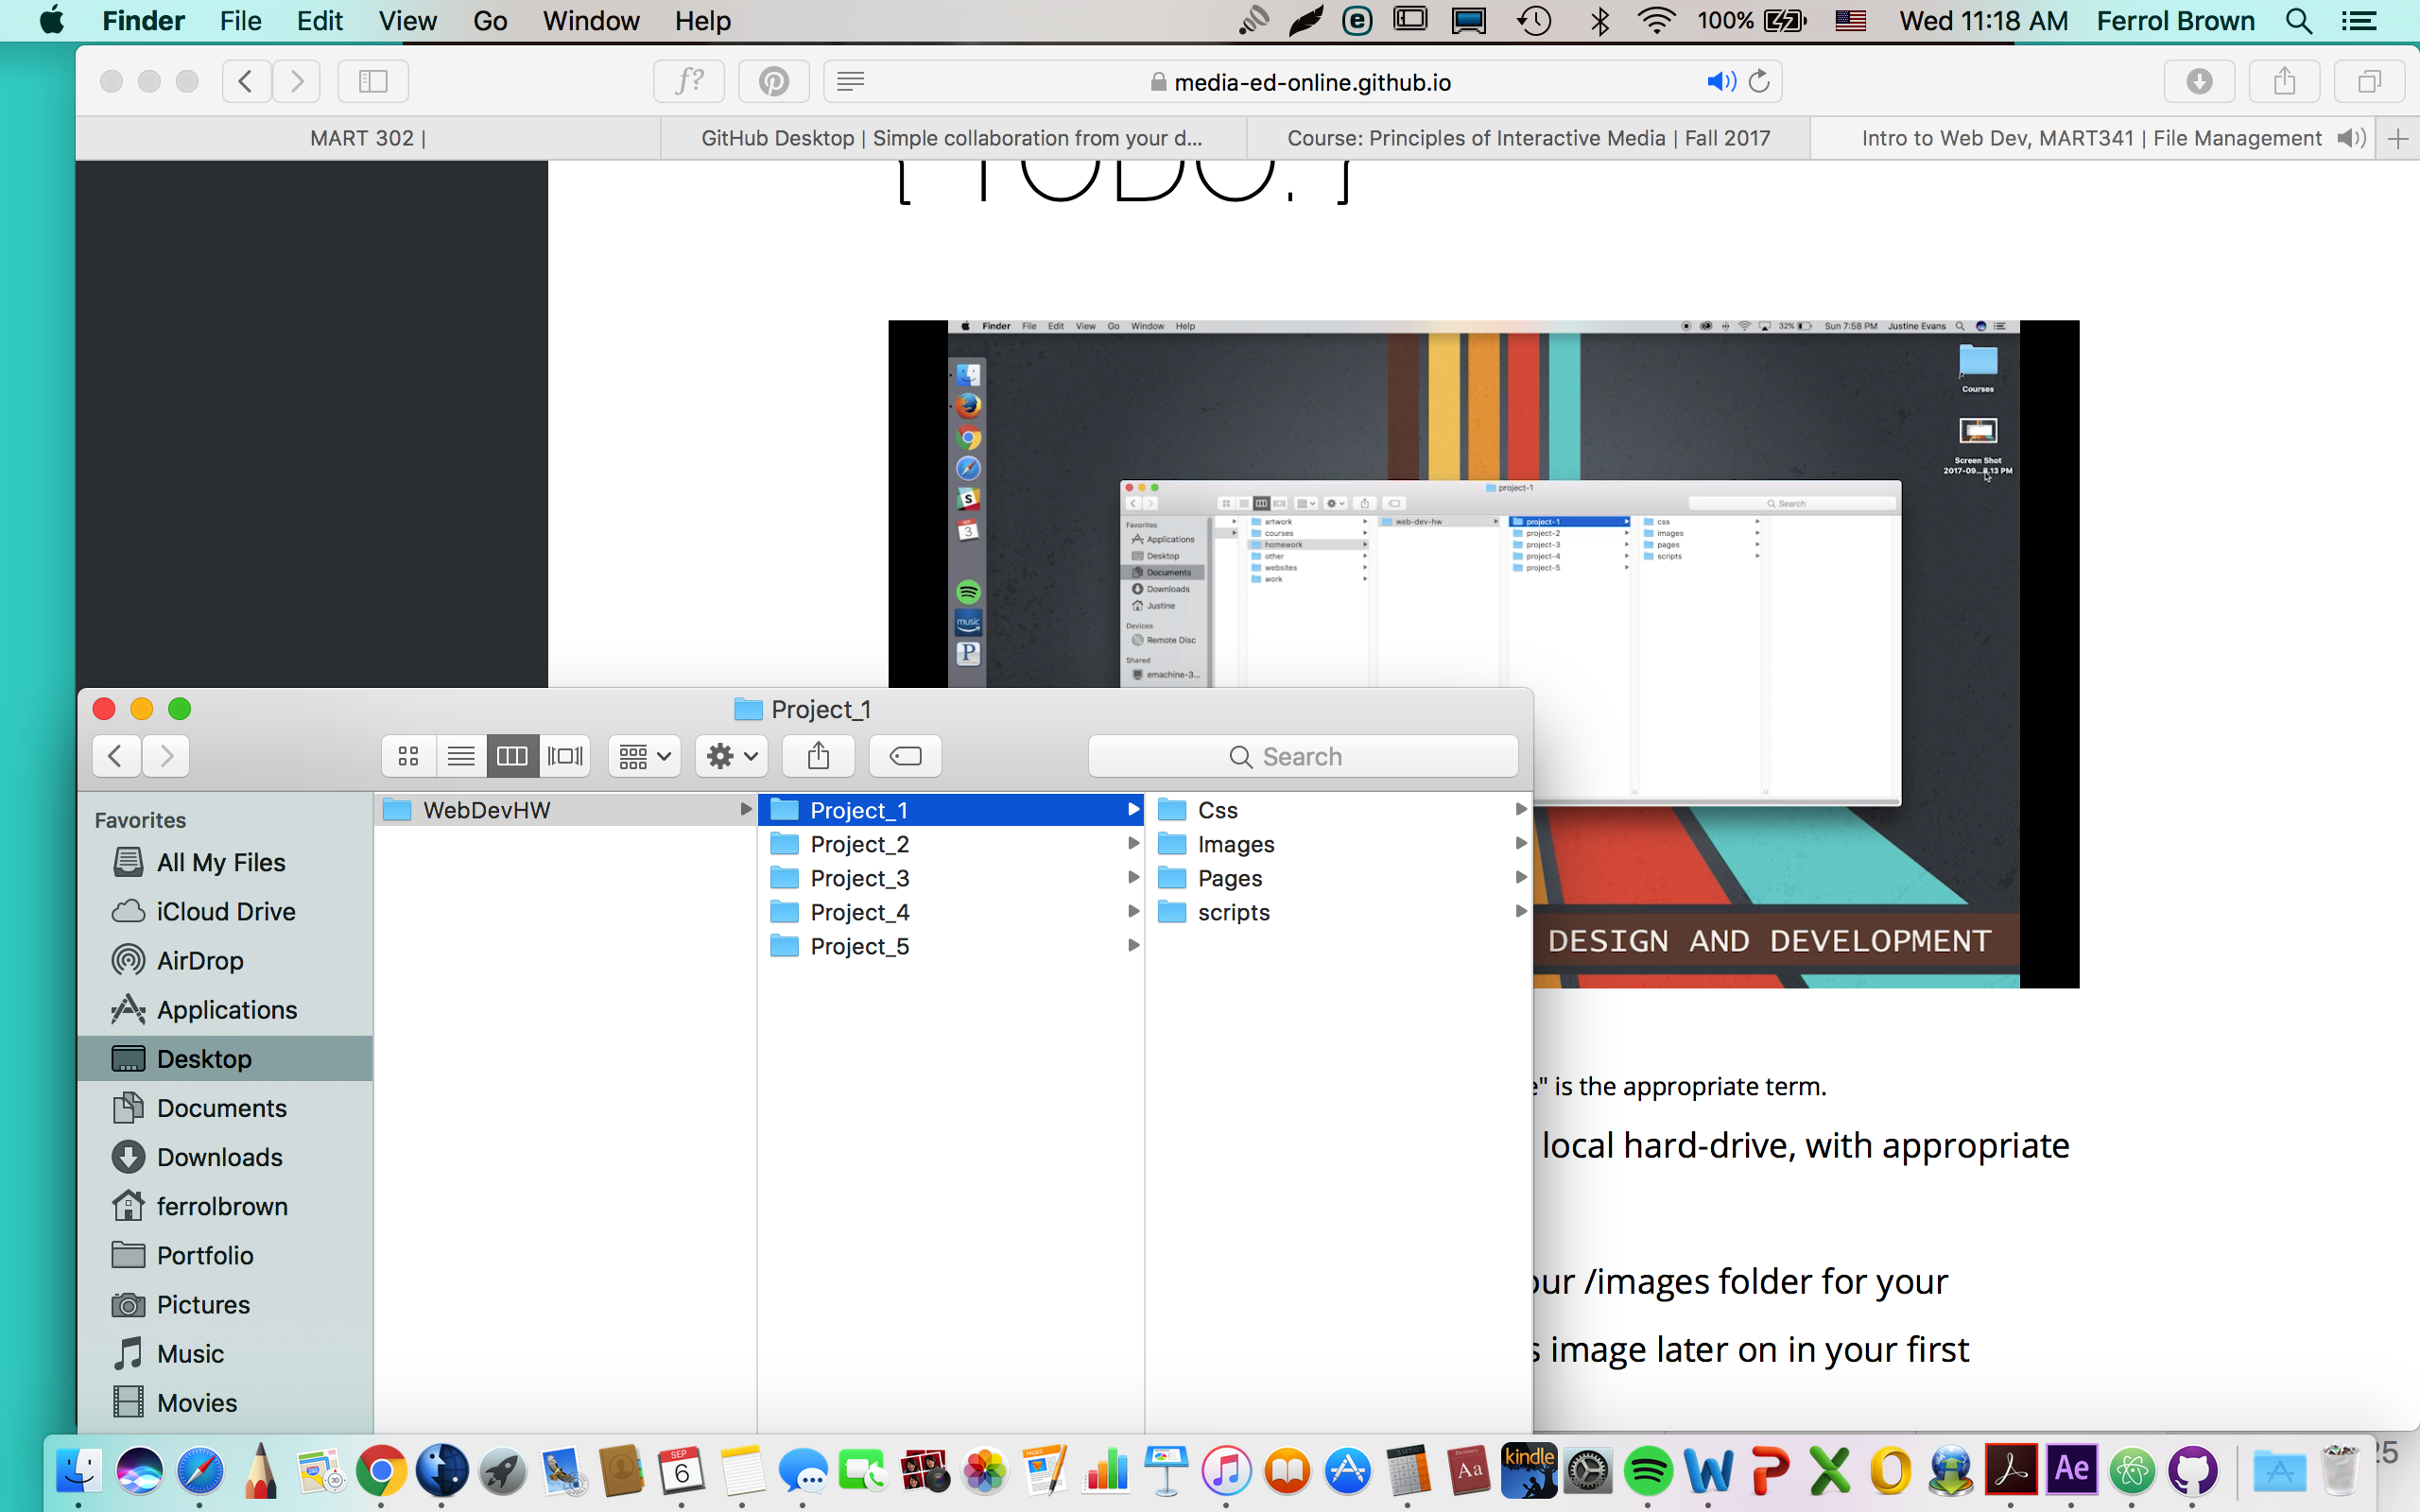 Finder File Edit View Go Window Help 100% Wed 11:18 AM Ferrol Brown
f? media-ed-online.github.io
MART 302 | GitHub Desktop | Simple collaboration from your d... Course: Principles of Interactive Media | Fall 2017 Intro to Web Dev, MART341 | File Management
[ TODO: ]
Finder File Edit View Go Window Help 32% Sun 7:58 PM Justine Evans
Courses
Screen Shot
project-1
Search
Favorites
Applications
Desktop
Documents
Downloads
Justine
Devices
Remote Disc
Shared
emachine-3...
artwork
courses
homework
other
websites
work
web-dev-hw
project-1
project-2
project-3
project-4
project-5
css
images
pages
scripts
music
DESIGN AND DEVELOPMENT
Project_1
Search
Favorites
All My Files
iCloud Drive
AirDrop
Applications
Desktop
Documents
Downloads
ferrolbrown
Portfolio
Pictures
Music
Movies
WebDevHW
Project_1
Project_2
Project_3
Project_4
Project_5
Css
Images
Pages
scripts
" is the appropriate term.
local hard-drive, with appropriate
ur /images folder for your
s image later on in your first
SEP
6
Aa
kindle
Ae
25